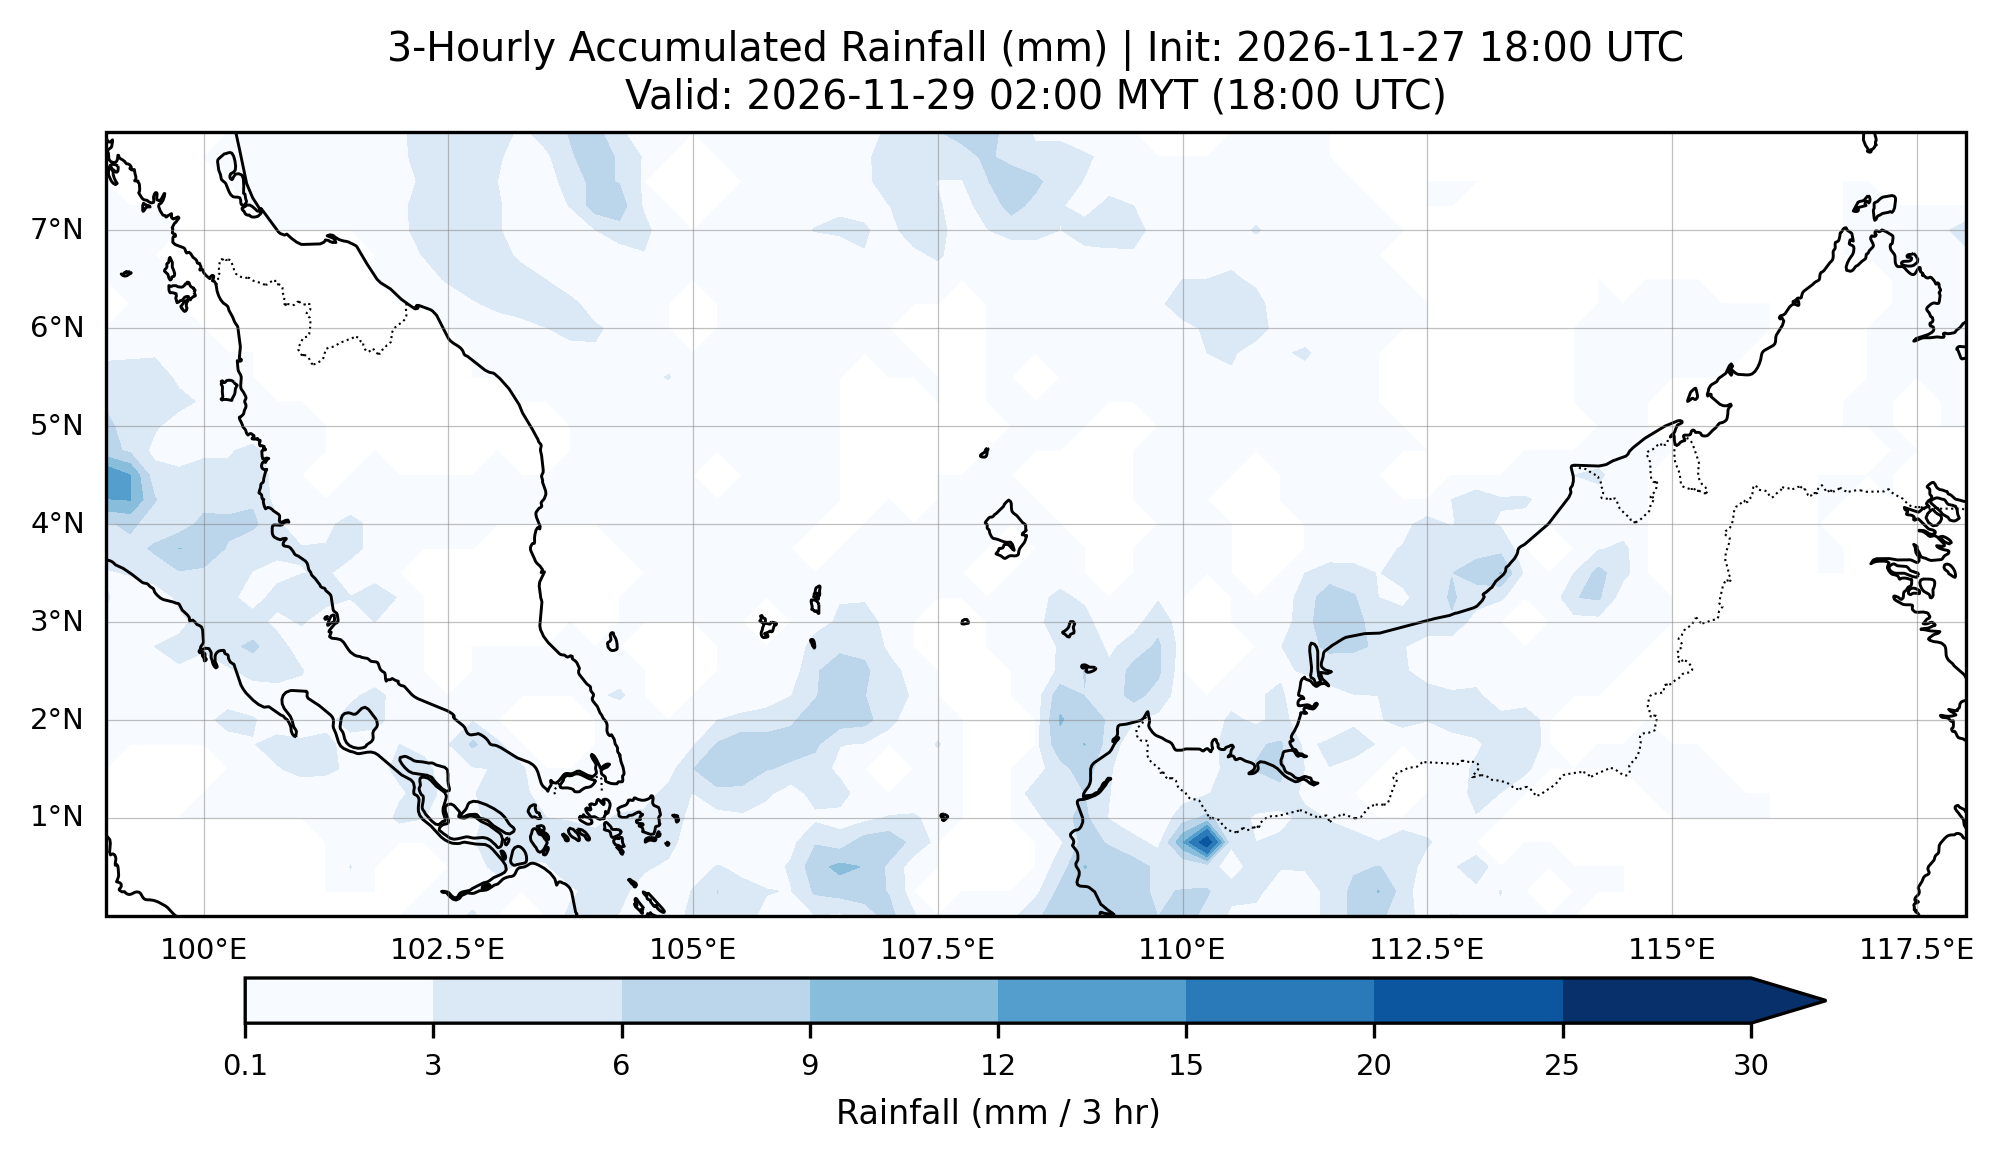 3-Hourly Accumulated Rainfall (mm) | Init: 2026-11-27 18:00 UTC
Valid: 2026-11-29 02:00 MYT (18:00 UTC)
7°N
6°N
5°N
4°N
3°N
2°N
1°N
100°E 102.5°E 105°E 107.5°E 110°E 112.5°E 115°E 117.5°E
0.1 3 6 9 12 15 20 25 30
Rainfall (mm / 3 hr)